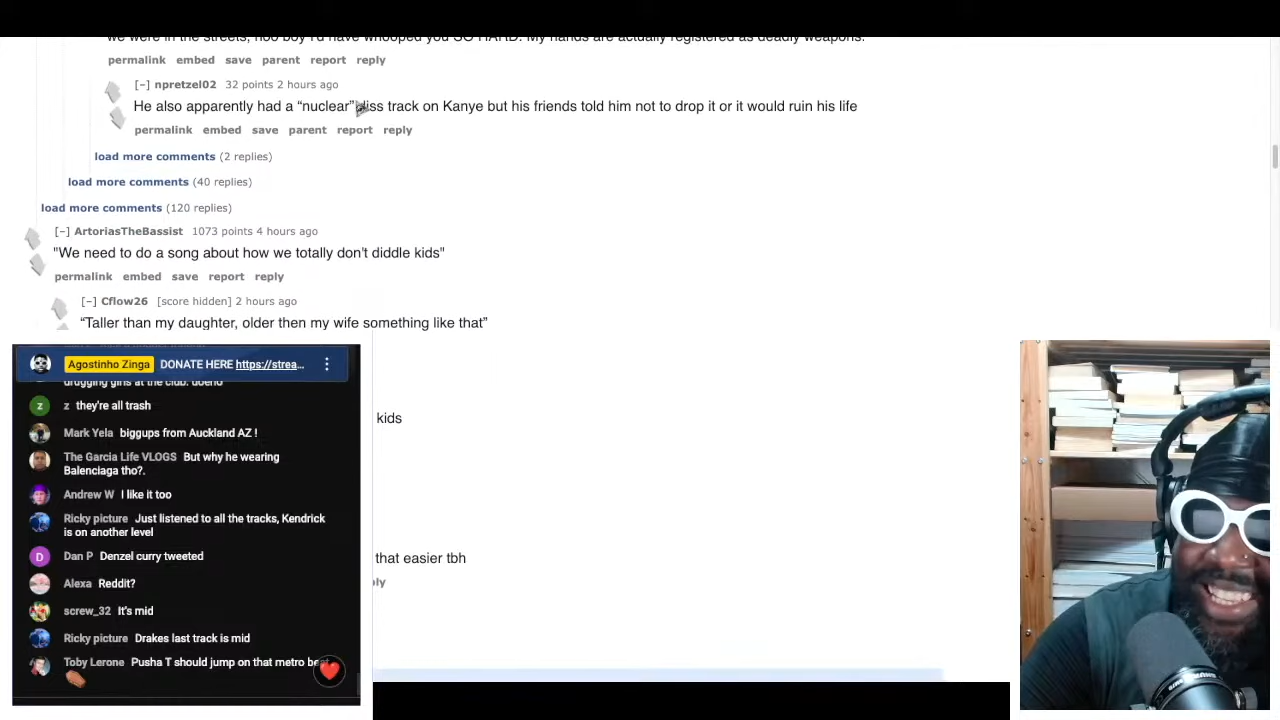 we were in the streets, hoo boy I'd have whooped you SO HARD. My hands are actually registered as deadly weapons.
permalink embed save parent report reply
[-] npretzel02 32 points 2 hours ago
He also apparently had a “nuclear” diss track on Kanye but his friends told him not to drop it or it would ruin his life
permalink embed save parent report reply
load more comments (2 replies)
load more comments (40 replies)
load more comments (120 replies)
[-] ArtoriasTheBassist 1073 points 4 hours ago
"We need to do a song about how we totally don't diddle kids"
permalink embed save report reply
[-] Cflow26 [score hidden] 2 hours ago
“Taller than my daughter, older then my wife something like that”
kids
that easier tbh
ply
Agostinho Zinga DONATE HERE https://strea...
drugging girls at the club. doeno
z they're all trash
Mark Yela biggups from Auckland AZ !
The Garcia Life VLOGS But why he wearing
Balenciaga tho?.
Andrew W I like it too
Ricky picture Just listened to all the tracks, Kendrick
is on another level
Dan P Denzel curry tweeted
Alexa Reddit?
screw_32 It's mid
Ricky picture Drakes last track is mid
Toby Lerone Pusha T should jump on that metro beat